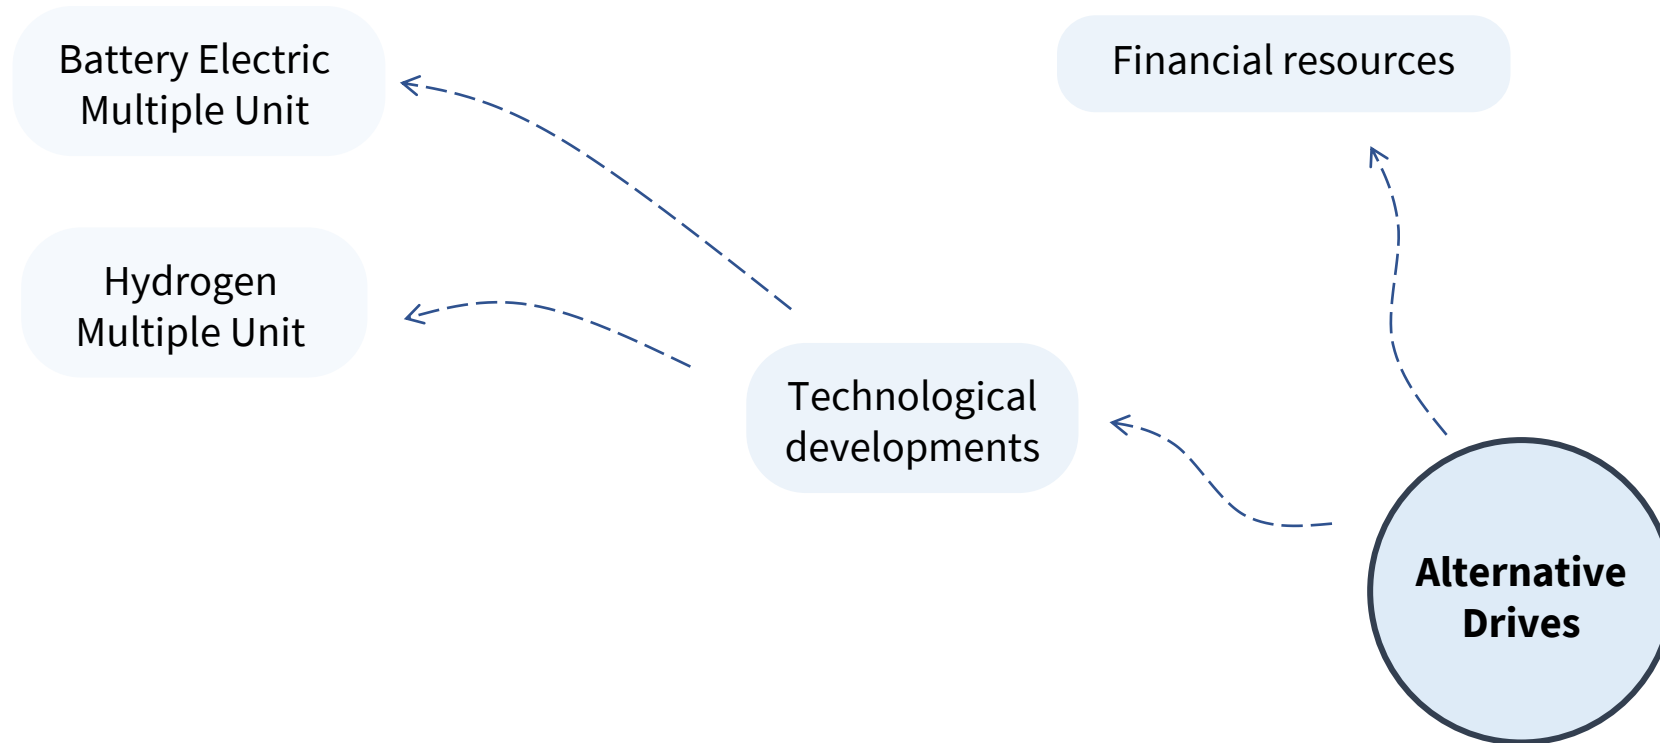 Battery Electric
Multiple Unit
Financial resources
Hydrogen
Multiple Unit
Technological
developments
Alternative
Drives